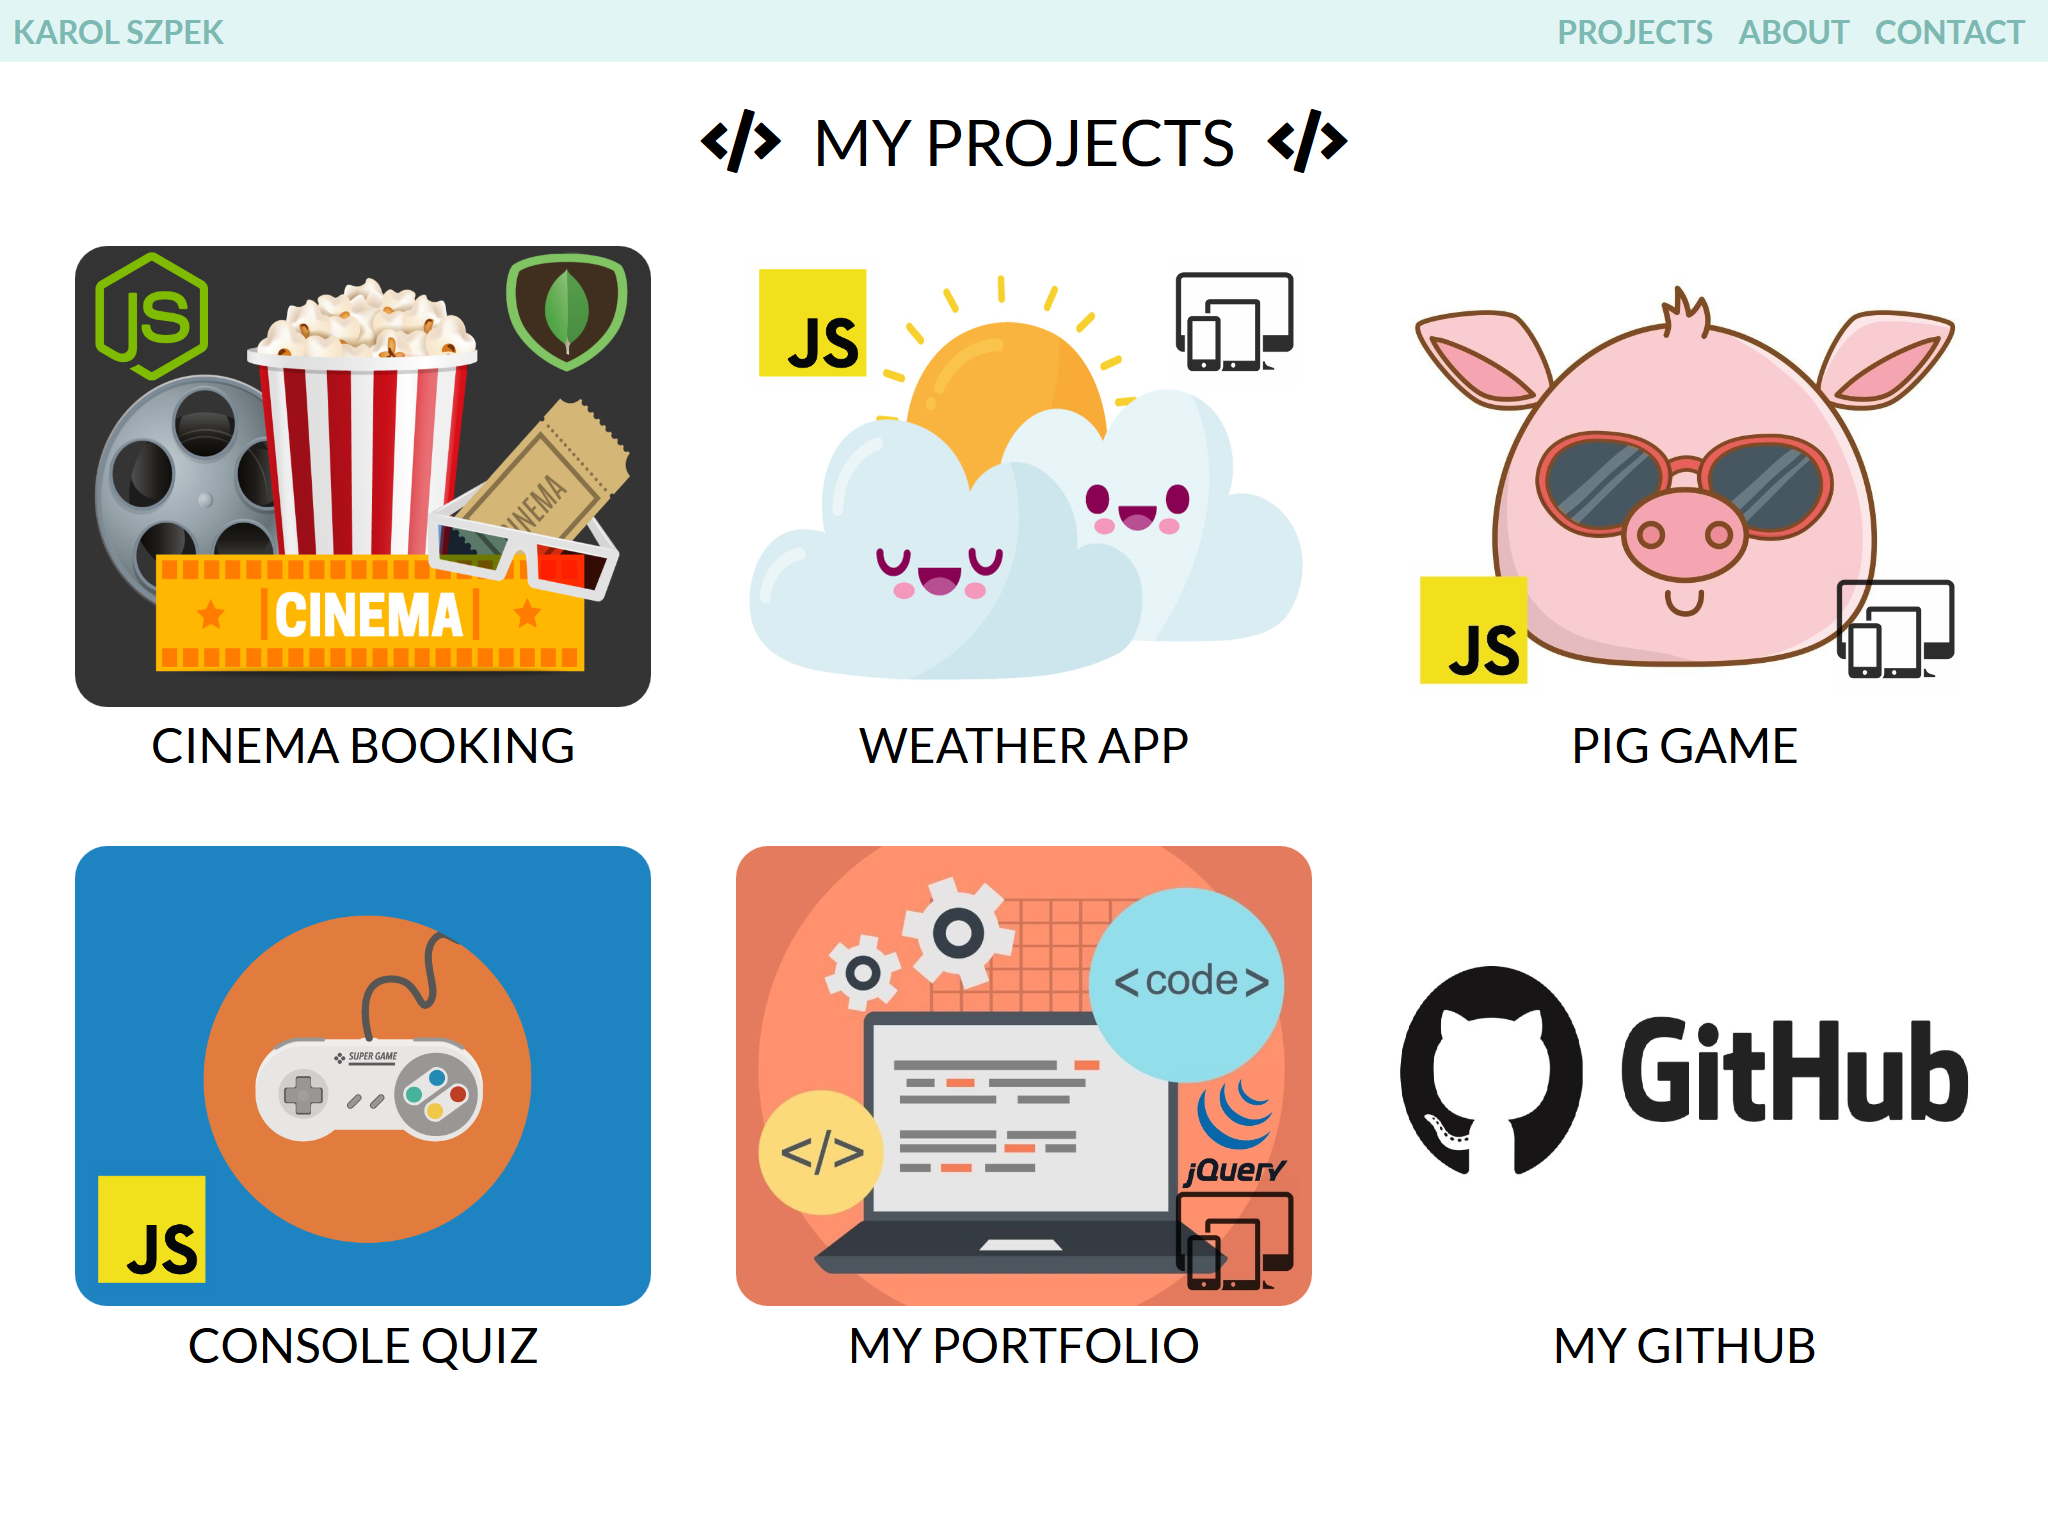 KAROL SZPEK
PROJECTS ABOUT CONTACT
</> MY PROJECTS </>
JS
CINEMA
CINEMA
CINEMA BOOKING
JS
WEATHER APP
JS
PIG GAME
SUPER GAME
JS
CONSOLE QUIZ
<code>
</>
jQuery
MY PORTFOLIO
GitHub
MY GITHUB